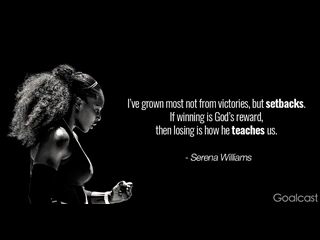 I've grown most not from victories, but setbacks.
If winning is God's reward,
then losing is how he teaches us.
- Serena Williams
Goalcast